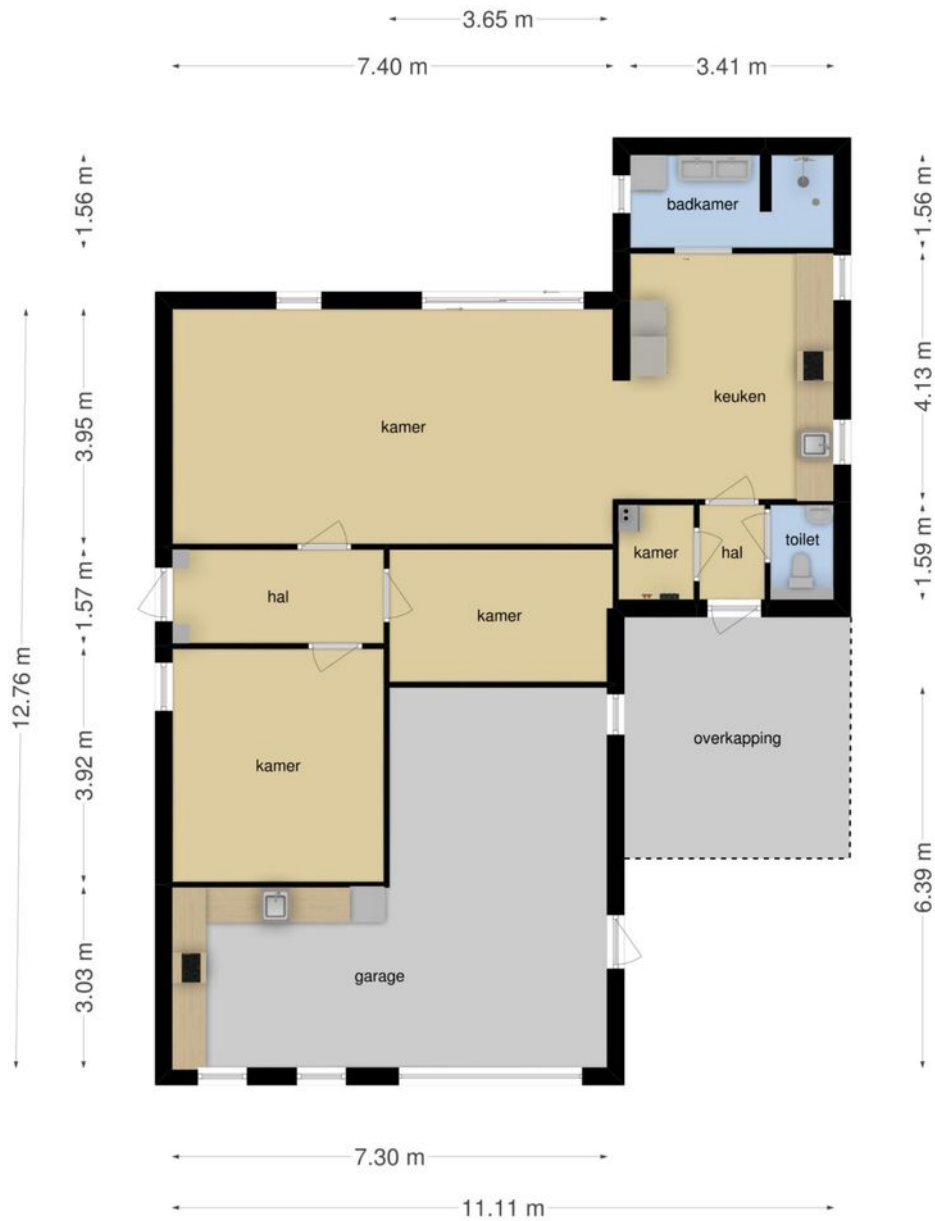 3.65 m
7.40 m
3.41 m
1.56 m
1.56 m
badkamer
3.95 m
4.13 m
keuken
kamer
1.57 m
1.59 m
kamer
hal
toilet
hal
kamer
12.76 m
3.92 m
overkapping
kamer
6.39 m
3.03 m
garage
7.30 m
11.11 m